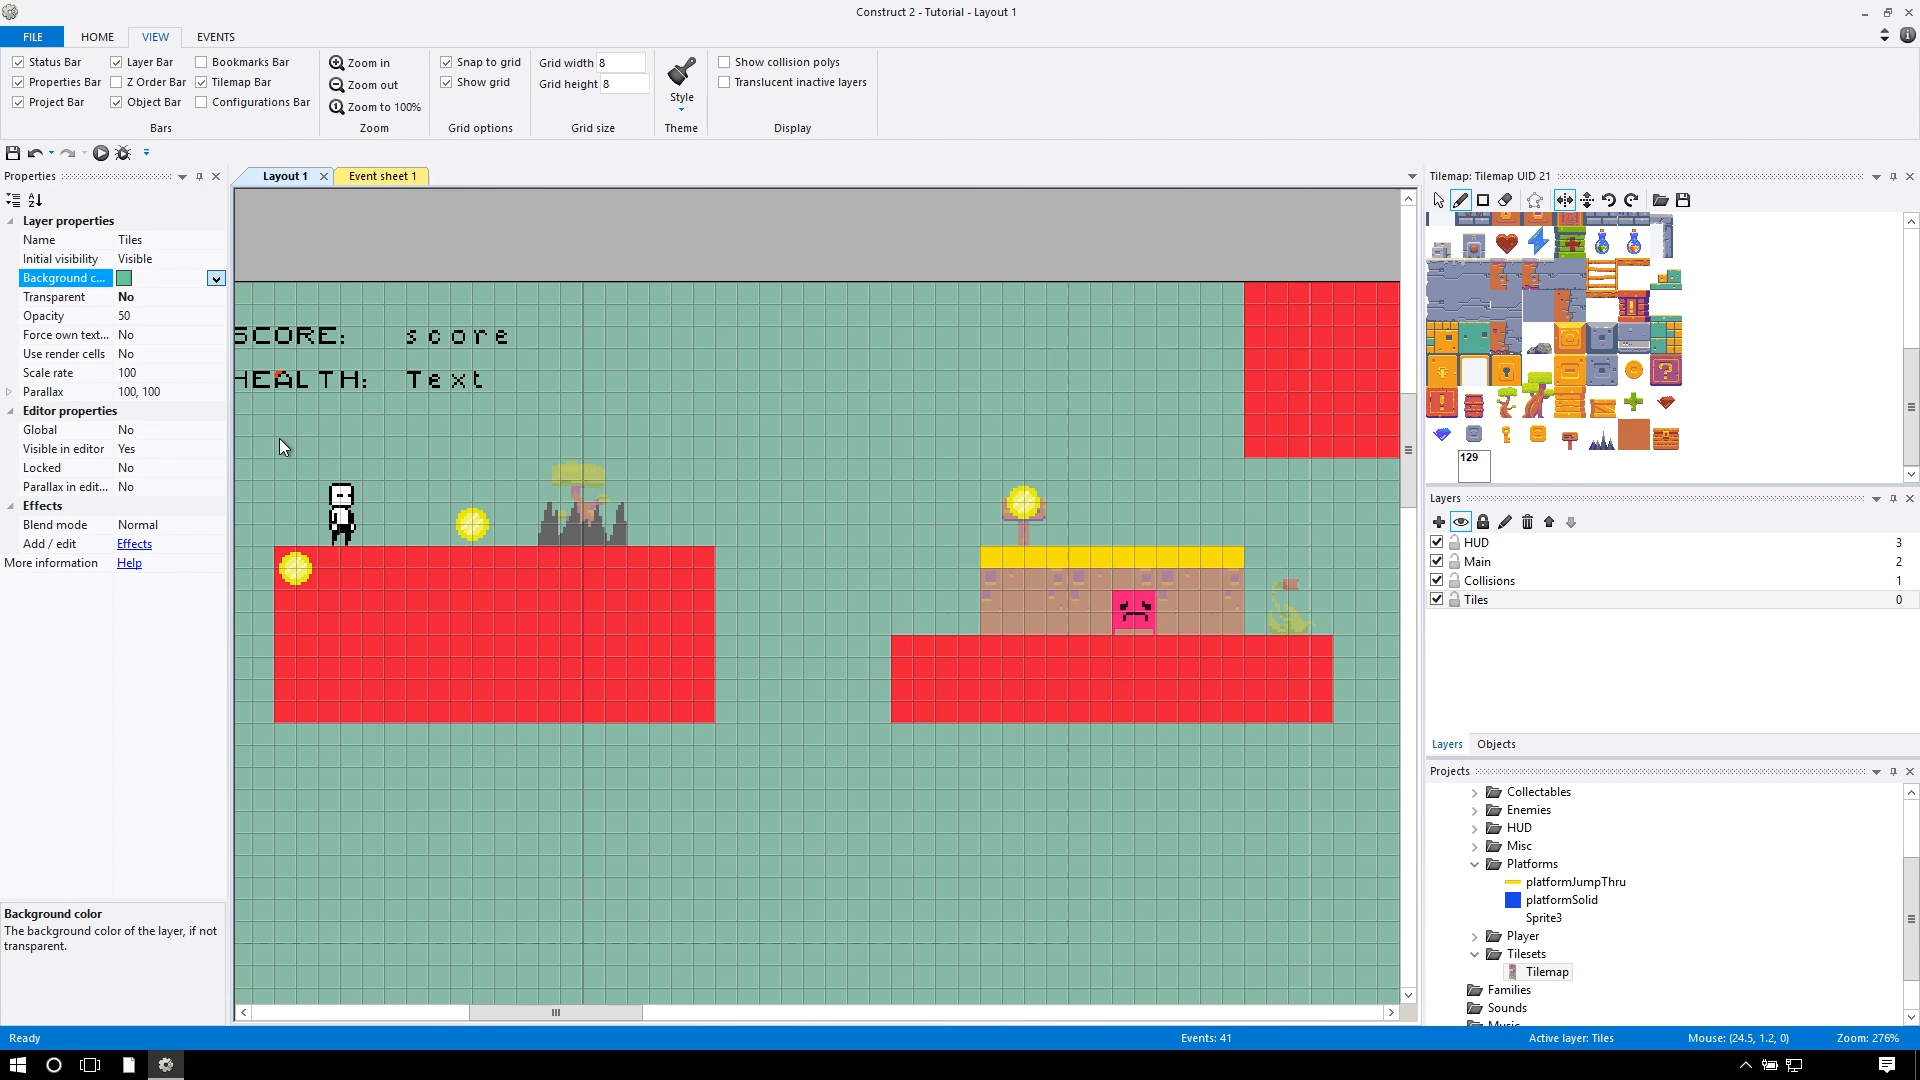 Construct 2 - Tutorial - Layout 1
FILE HOME VIEW EVENTS
Status Bar Layer Bar Bookmarks Bar
Properties Bar Z Order Bar Tilemap Bar
Project Bar Object Bar Configurations Bar
Bars
Zoom in
Zoom out
Zoom to 100%
Zoom
Snap to grid
Show grid
Grid options
Grid width 8
Grid height 8
Grid size
Style
Theme
Show collision polys
Translucent inactive layers
Display
Properties
Layout 1
Event sheet 1
Layer properties
Name Tiles
Initial visibility Visible
Background c...
Transparent No
Opacity 50
Force own text... No
Use render cells No
Scale rate 100
Parallax 100, 100
Editor properties
Global No
Visible in editor Yes
Locked No
Parallax in edit... No
Effects
Blend mode Normal
Add / edit Effects
More information Help
Background color
The background color of the layer, if not
transparent.
SCORE: score
HEALTH: Text
Tilemap: Tilemap UID 21
129
Layers
HUD 3
Main 2
Collisions 1
Tiles 0
Layers Objects
Projects
Collectables
Enemies
HUD
Misc
Platforms
platformJumpThru
platformSolid
Sprite3
Player
Tilesets
Tilemap
Families
Sounds
Music
Ready
Events: 41
Active layer: Tiles
Mouse: (24.5, 1.2, 0)
Zoom: 276%